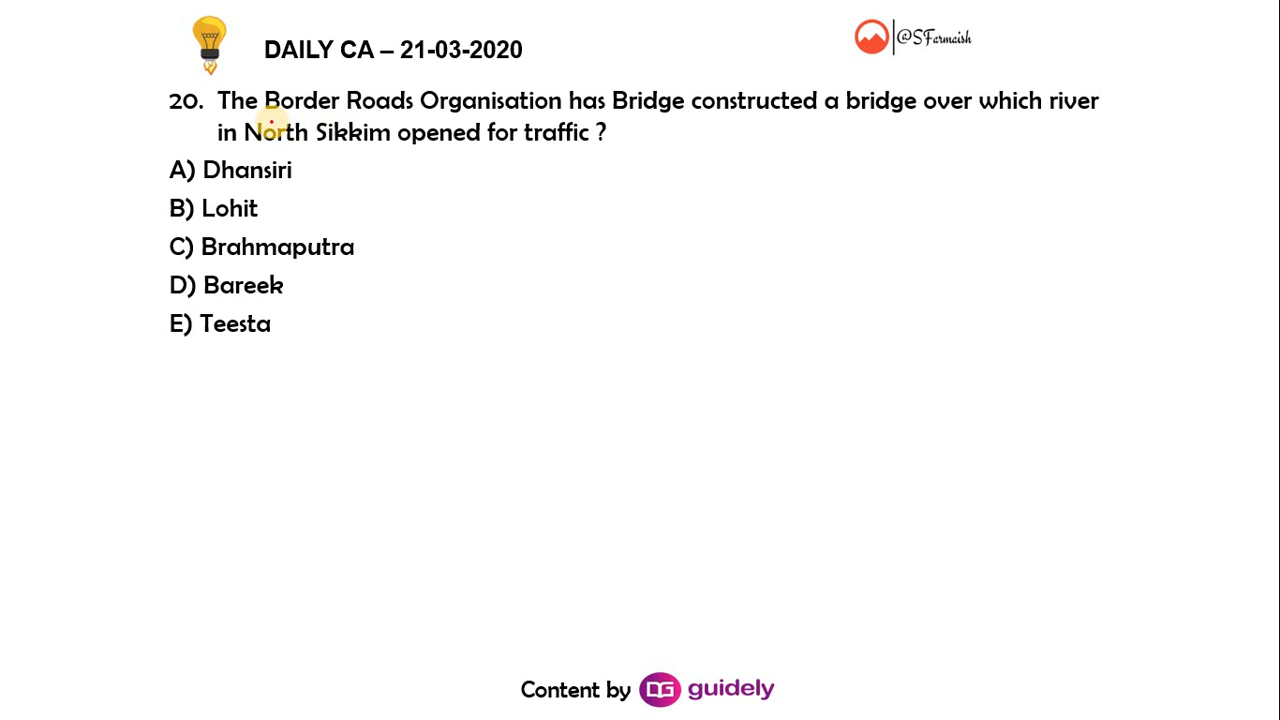 DAILY CA – 21-03-2020
@SFarmaish
20. The Border Roads Organisation has Bridge constructed a bridge over which river
in North Sikkim opened for traffic ?
A) Dhansiri
B) Lohit
C) Brahmaputra
D) Bareek
E) Teesta
Content by DG guidely